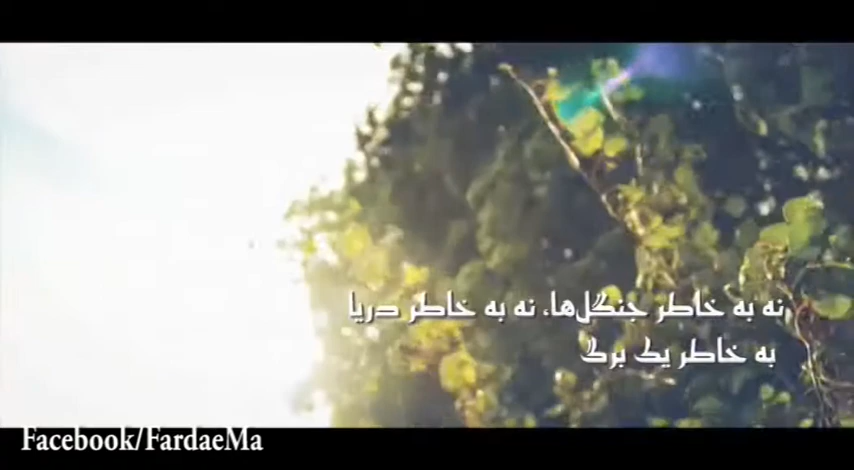 نه به خاطر جنگل‌ها، نه به خاطر دریا
به خاطر یک برگ
Facebook/FardaeMa